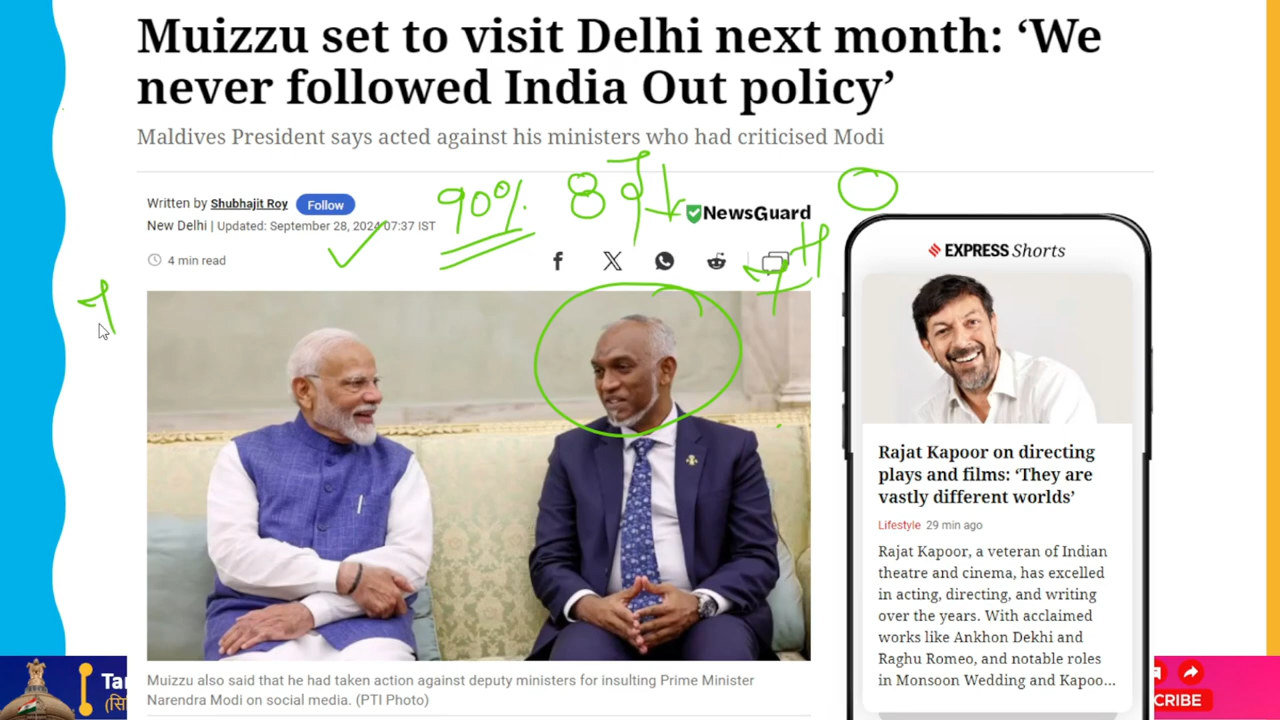 Muizzu set to visit Delhi next month: ‘We
never followed India Out policy’
Maldives President says acted against his ministers who had criticised Modi
Written by Shubhajit Roy Follow
New Delhi | Updated: September 28, 2024 07:37 IST
4 min read
90% 8
NewsGuard
EXPRESS Shorts
Rajat Kapoor on directing
plays and films: ‘They are
vastly different worlds’
Lifestyle 29 min ago
Rajat Kapoor, a veteran of Indian
theatre and cinema, has excelled
in acting, directing, and writing
over the years. With acclaimed
works like Ankhon Dekhi and
Raghu Romeo, and notable roles
in Monsoon Wedding and Kapoo...
Muizzu also said that he had taken action against deputy ministers for insulting Prime Minister
Narendra Modi on social media. (PTI Photo)
Tar
(सि
CRIBE